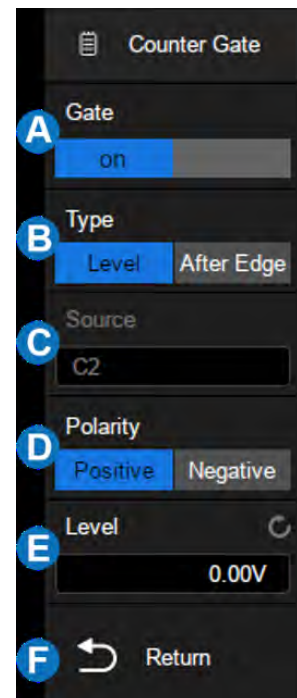 Counter Gate
Gate
A
on
Type
B
Level After Edge
Source
C
C2
Polarity
D
Positive Negative
Level
E
0.00V
F Return